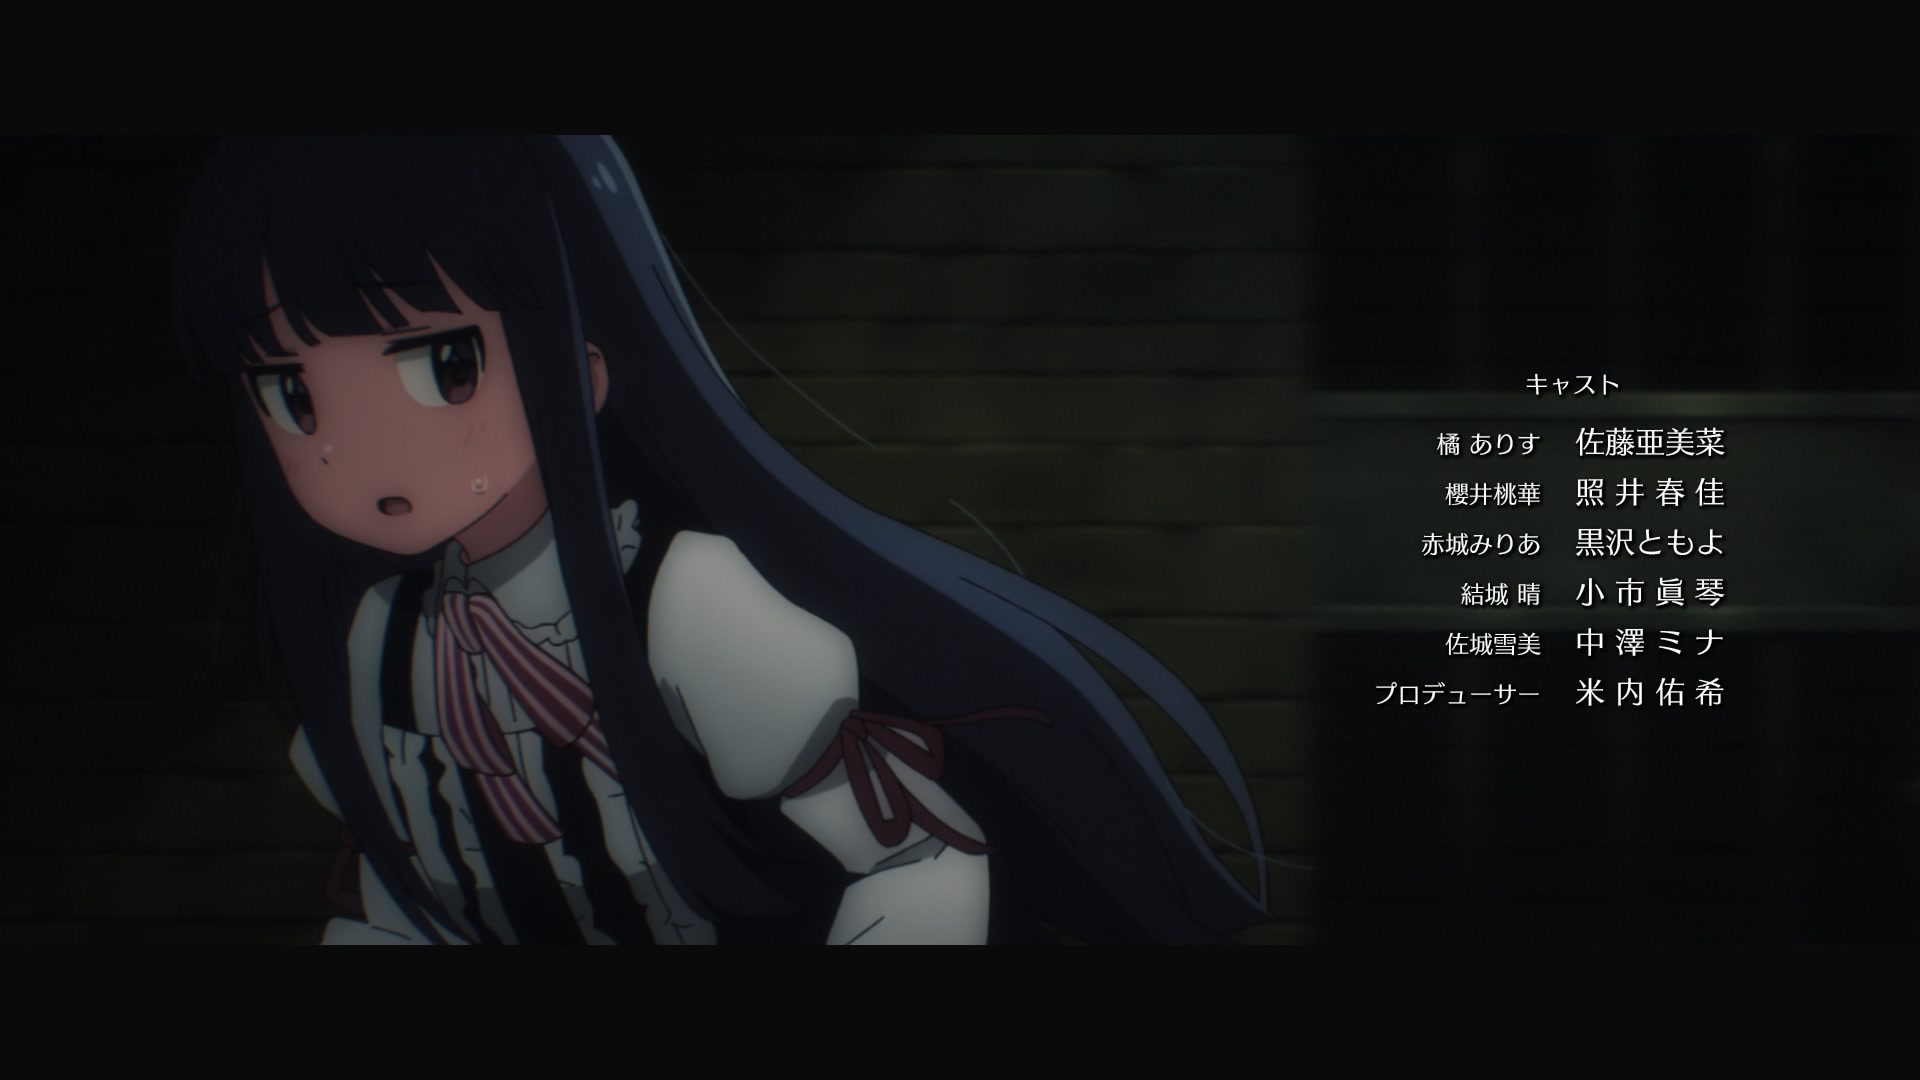 キャスト
橘 ありす 佐藤亜美菜
櫻井桃華 照井春佳
赤城みりあ 黒沢ともよ
結城 晴 小市眞琴
佐城雪美 中澤ミナ
プロデューサー 米内佑希